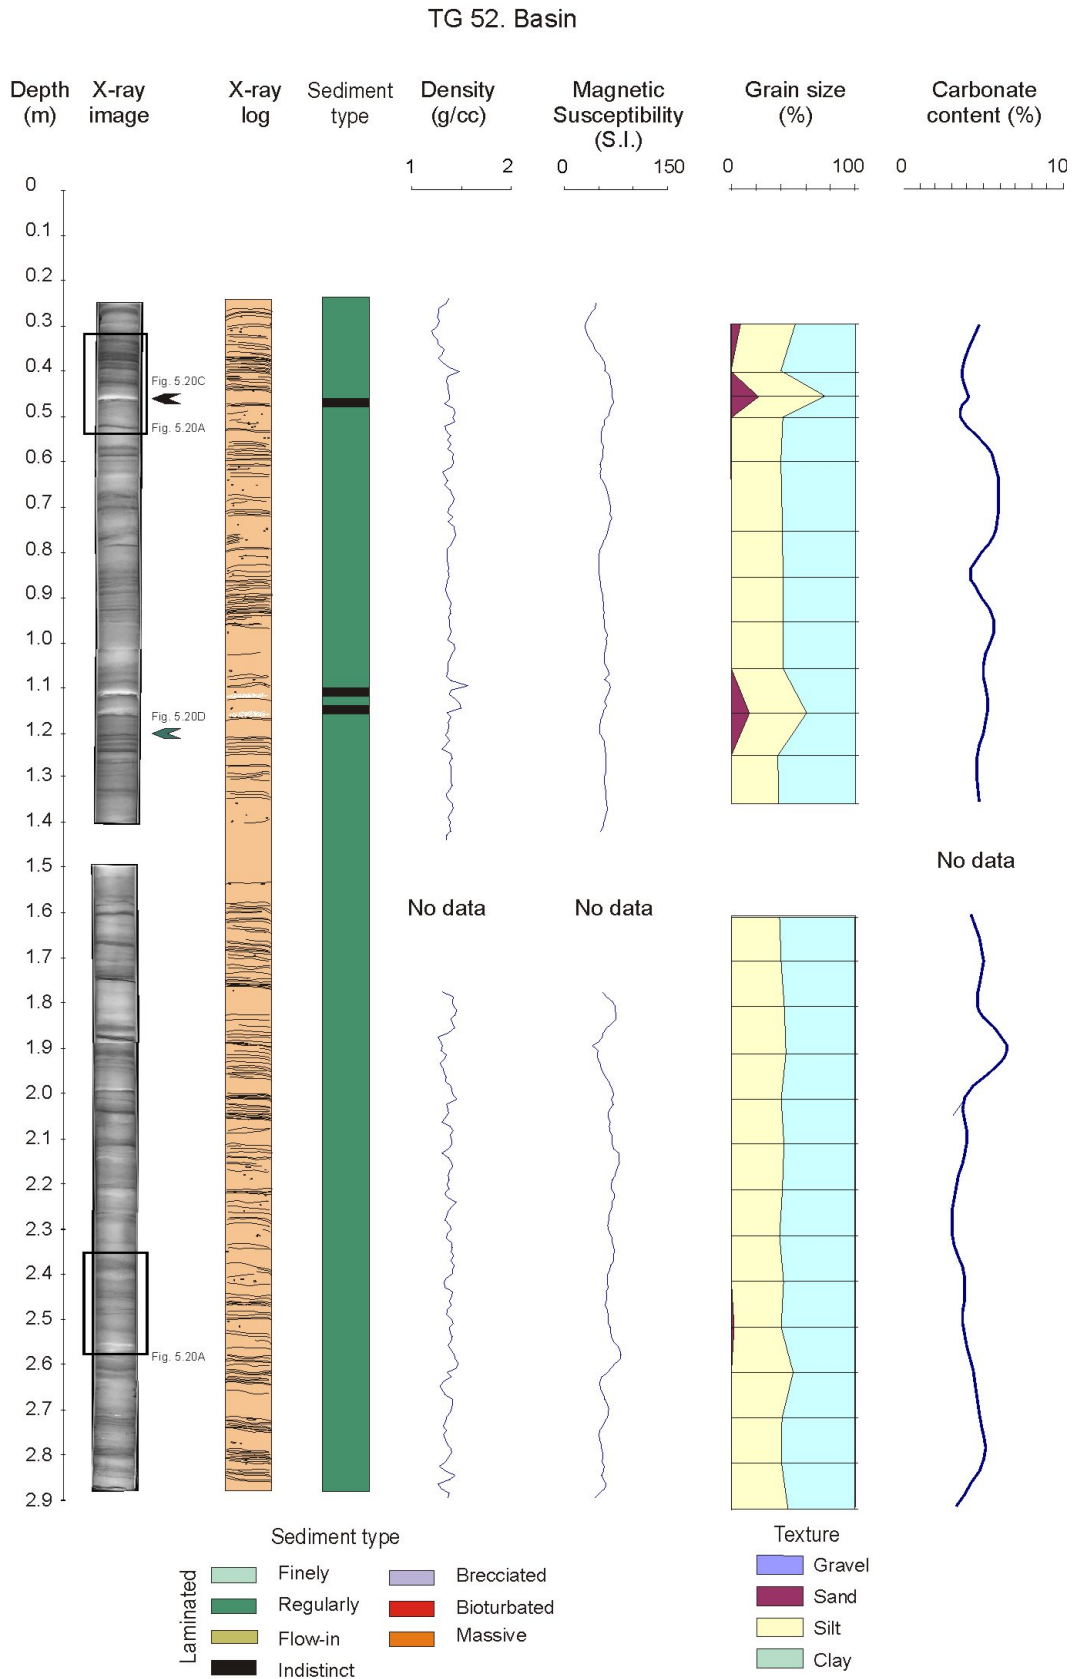 TG 52. Basin
Depth (m)
X-ray image
X-ray log
Sediment type
Density (g/cc)
Magnetic Susceptibility (S.I.)
Grain size (%)
Carbonate content (%)
1 2
0 150
0 100
0 10
0
0.1
0.2
0.3
0.4
0.5
0.6
0.7
0.8
0.9
1.0
1.1
1.2
1.3
1.4
1.5
1.6
1.7
1.8
1.9
2.0
2.1
2.2
2.3
2.4
2.5
2.6
2.7
2.8
2.9
Fig. 5.20C
Fig. 5.20A
Fig. 5.20D
Fig. 5.20A
No data
No data
No data
Sediment type
Laminated
Finely
Regularly
Flow-in
Indistinct
Brecciated
Bioturbated
Massive
Texture
Gravel
Sand
Silt
Clay